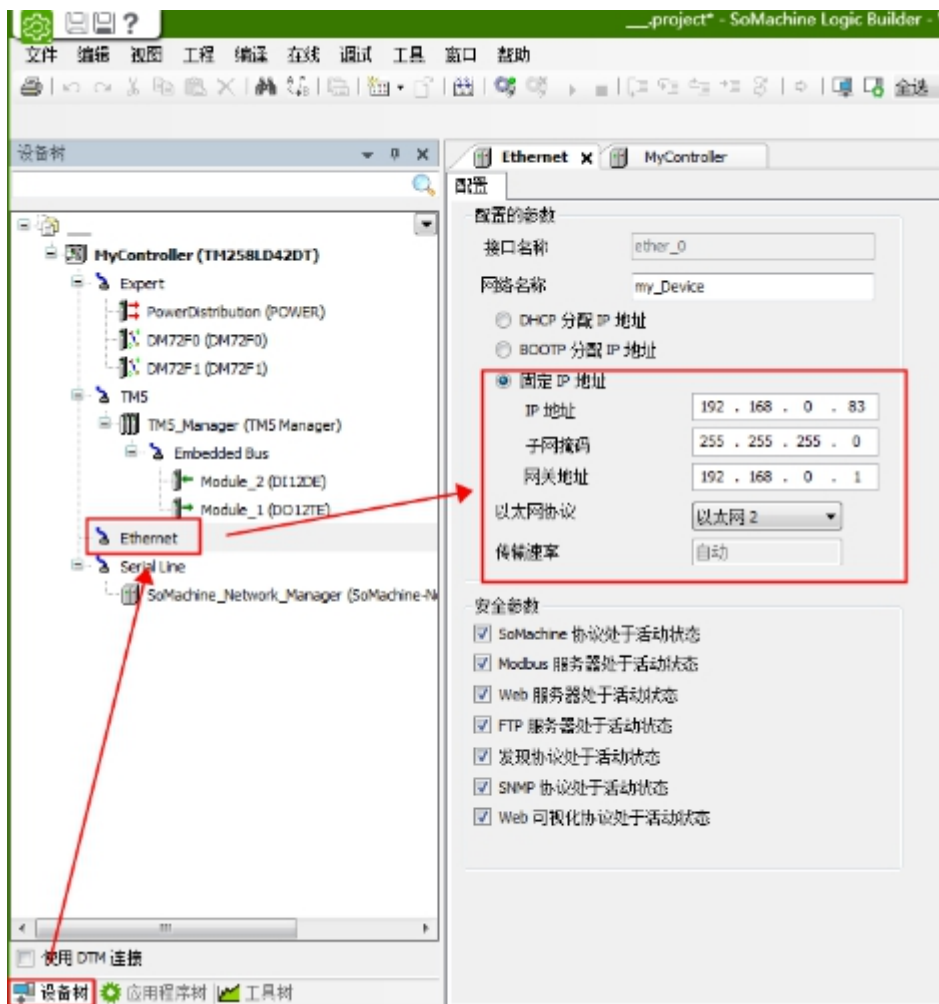 __.project* - SoMachine Logic Builder -
文件 编辑 视图 工程 编译 在线 调试 工具 窗口 帮助
全选
设备树
MyController (TM258LD42DT)
Expert
PowerDistribution (POWER)
DM72F0 (DM72F0)
DM72F1 (DM72F1)
TM5
TM5_Manager (TM5 Manager)
Embedded Bus
Module_2 (DI12DE)
Module_1 (DO12TE)
Ethernet
Serial Line
SoMachine_Network_Manager (SoMachine-N
使用 DTM 连接
设备树 应用程序树 工具树
Ethernet MyController
配置
配置的参数
接口名称 ether_0
网络名称 my_Device
DHCP 分配 IP 地址
BOOTP 分配 IP 地址
固定 IP 地址
IP 地址 192 . 168 . 0 . 83
子网掩码 255 . 255 . 255 . 0
网关地址 192 . 168 . 0 . 1
以太网协议 以太网 2
传输速率 自动
安全参数
SoMachine 协议处于活动状态
Modbus 服务器处于活动状态
Web 服务器处于活动状态
FTP 服务器处于活动状态
发现协议处于活动状态
SNMP 协议处于活动状态
Web 可视化协议处于活动状态